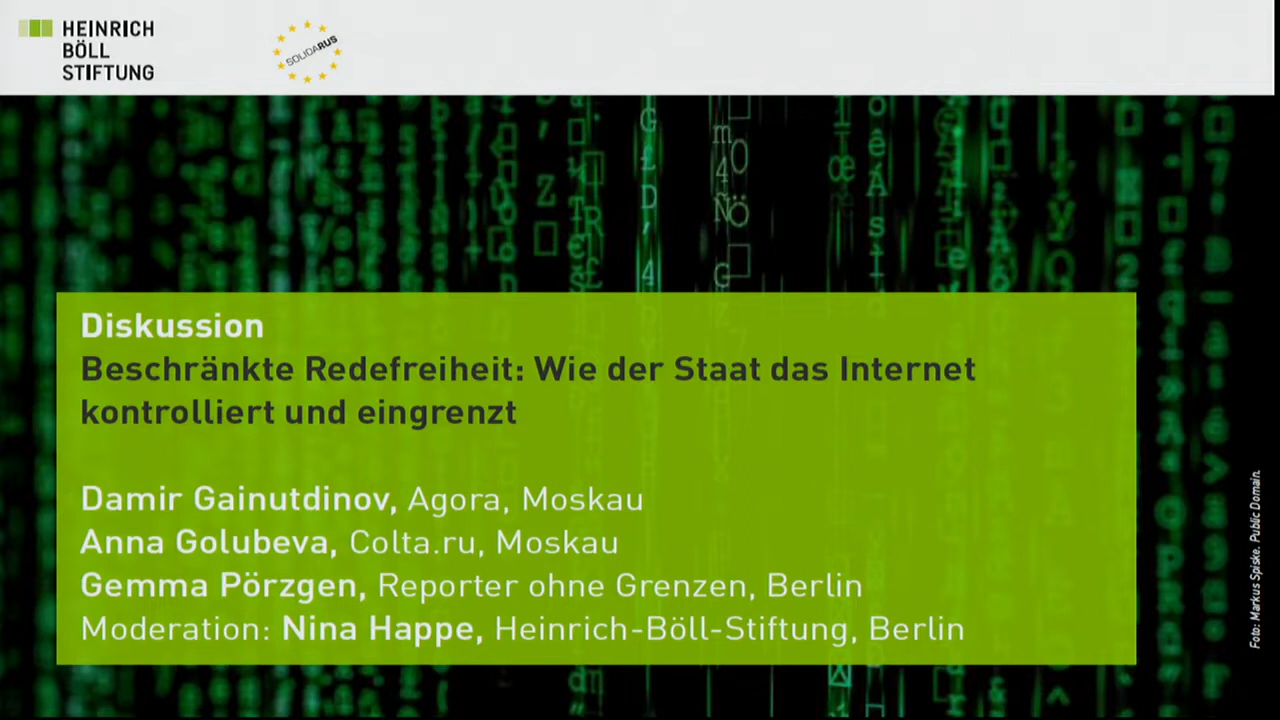 HEINRICH
BÖLL
STIFTUNG
SOLIDARUS
Diskussion
Beschränkte Redefreiheit: Wie der Staat das Internet
kontrolliert und eingrenzt
Damir Gainutdinov, Agora, Moskau
Anna Golubeva, Colta.ru, Moskau
Gemma Pörzgen, Reporter ohne Grenzen, Berlin
Moderation: Nina Happe, Heinrich-Böll-Stiftung, Berlin
Foto: Markus Spiske. Public Domain.